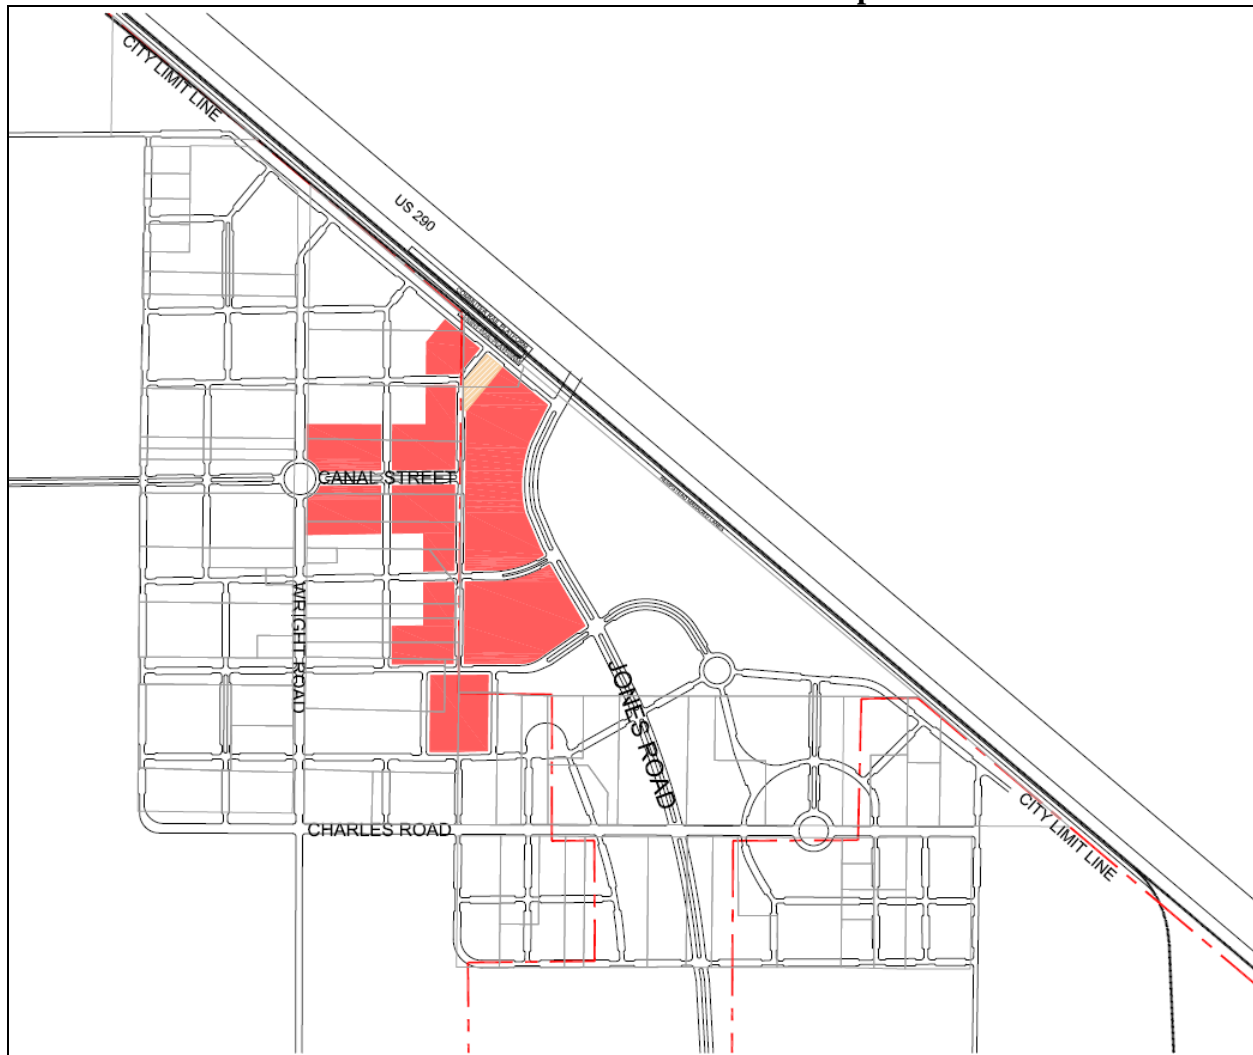 CITY LIMIT LINE
US 290
CANAL STREET
WRIGHT ROAD
JONES ROAD
CHARLES ROAD
CITY LIMIT LINE